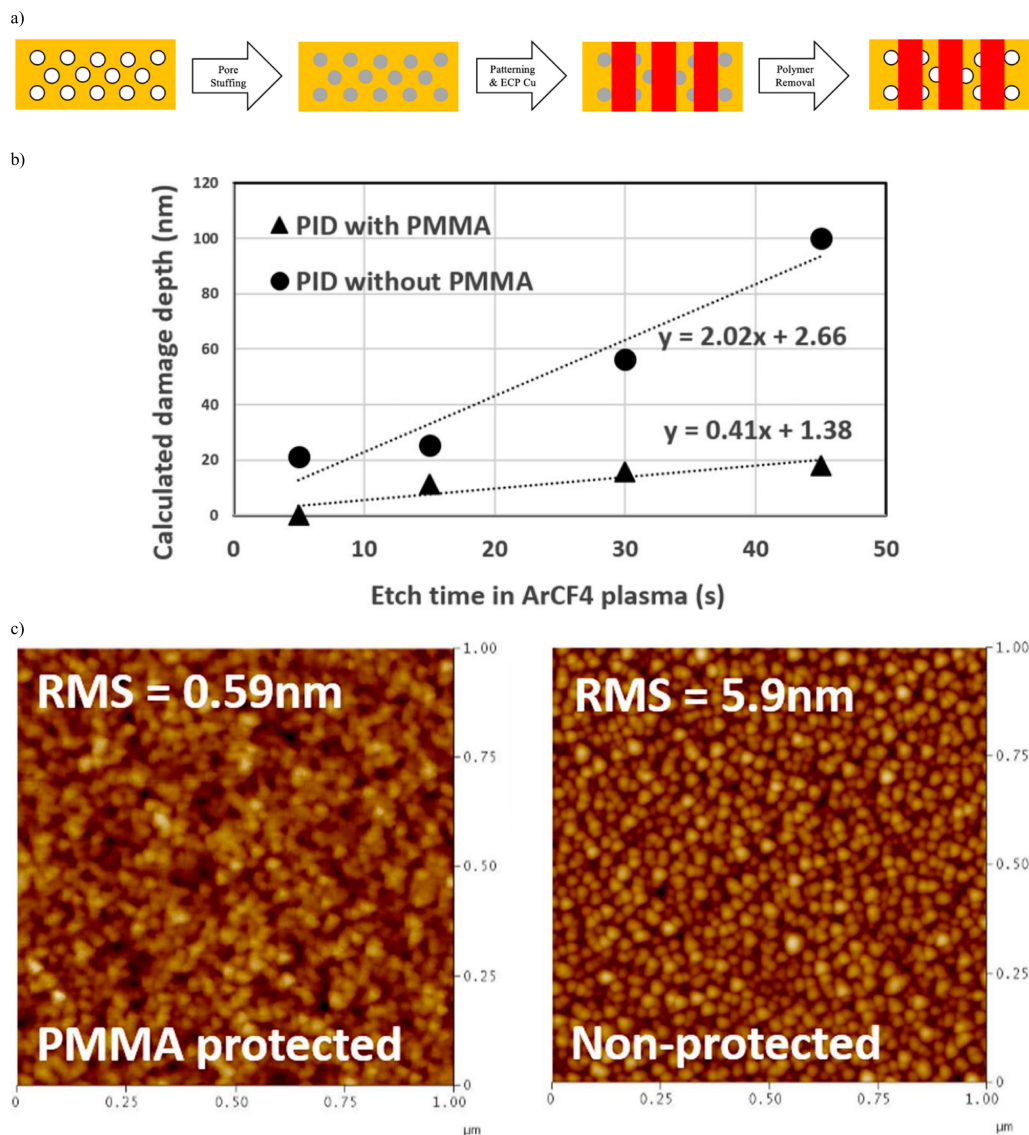 a)
Pore
Stuffing
Patterning
& ECP Cu
Polymer
Removal
b)
Calculated damage depth (nm)
120
100
80
60
40
20
0
PID with PMMA
PID without PMMA
y = 2.02x + 2.66
y = 0.41x + 1.38
0
10
20
30
40
50
Etch time in ArCF4 plasma (s)
c)
RMS = 0.59nm
PMMA protected
1.00
0.75
0.50
0.25
0
0
0.25
0.50
0.75
1.00
µm
RMS = 5.9nm
Non-protected
1.00
0.75
0.50
0.25
0
0
0.25
0.50
0.75
1.00
µm